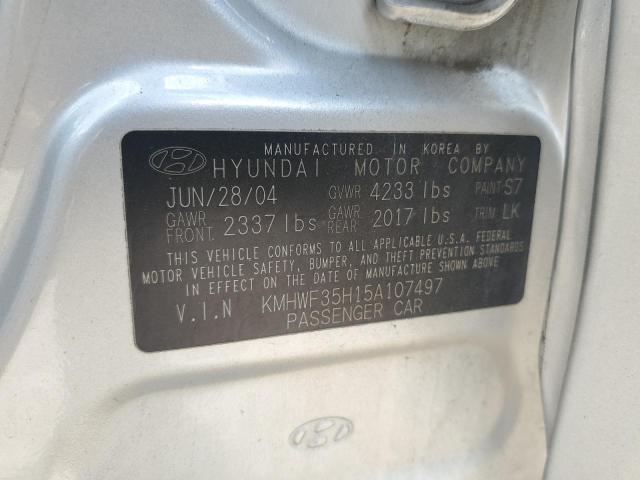 MANUFACTURED IN KOREA BY
HYUNDAI MOTOR COMPANY
JUN/28/04 GVWR 4233 lbs PAINT S7
GAWR FRONT 2337 lbs GAWR REAR 2017 lbs TRIM LK
THIS VEHICLE CONFORMS TO ALL APPLICABLE U.S.A. FEDERAL
MOTOR VEHICLE SAFETY, BUMPER, AND THEFT PREVENTION STANDARDS
IN EFFECT ON THE DATE OF MANUFACTURE SHOWN ABOVE
V.I.N KMHWF35H15A107497
PASSENGER CAR